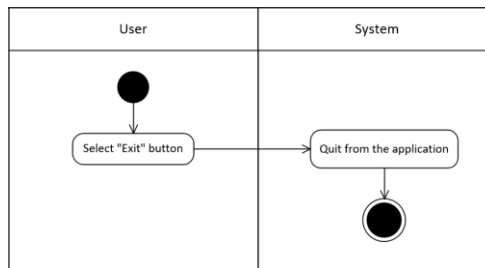 User
System
Select "Exit" button
Quit from the application